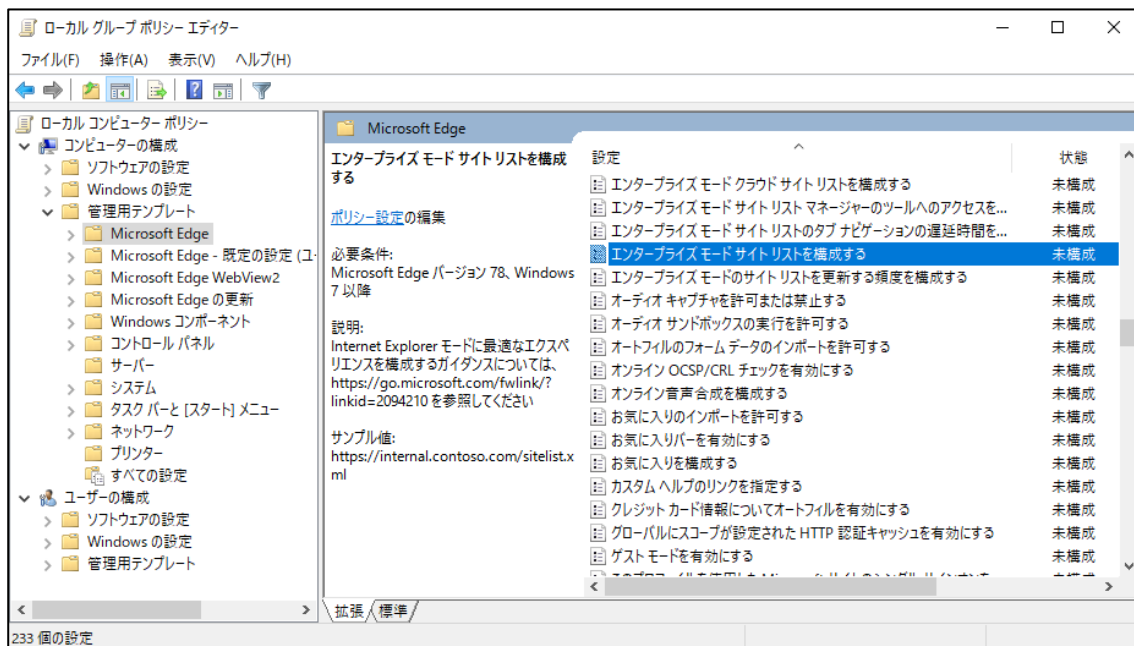 ローカル グループ ポリシー エディター
ファイル(F) 操作(A) 表示(V) ヘルプ(H)
ローカル コンピューター ポリシー
コンピューターの構成
ソフトウェアの設定
Windows の設定
管理用テンプレート
Microsoft Edge
Microsoft Edge - 既定の設定 (ユ
Microsoft Edge WebView2
Microsoft Edge の更新
Windows コンポーネント
コントロール パネル
サーバー
システム
タスク バーと [スタート] メニュー
ネットワーク
プリンター
すべての設定
ユーザーの構成
ソフトウェアの設定
Windows の設定
管理用テンプレート
Microsoft Edge
エンタープライズ モード サイト リストを構成
する
ポリシー設定の編集
必要条件:
Microsoft Edge バージョン 78、Windows
7 以降
説明:
Internet Explorer モードに最適なエクスペ
リエンスを構成するガイダンスについては、
https://go.microsoft.com/fwlink/?
linkid=2094210 を参照してください
サンプル値:
https://internal.contoso.com/sitelist.x
ml
設定 状態
エンタープライズ モード クラウド サイト リストを構成する 未構成
エンタープライズ モード サイト リスト マネージャーのツールへのアクセスを... 未構成
エンタープライズ モード サイト リストのタブ ナビゲーションの遅延時間を... 未構成
エンタープライズ モード サイト リストを構成する 未構成
エンタープライズ モードのサイト リストを更新する頻度を構成する 未構成
オーディオ キャプチャを許可または禁止する 未構成
オーディオ サンドボックスの実行を許可する 未構成
オートフィルのフォーム データのインポートを許可する 未構成
オンライン OCSP/CRL チェックを有効にする 未構成
オンライン音声合成を構成する 未構成
お気に入りのインポートを許可する 未構成
お気に入りバーを有効にする 未構成
お気に入りを構成する 未構成
カスタム ヘルプのリンクを指定する 未構成
クレジット カード情報についてオートフィルを有効にする 未構成
グローバルにスコープが設定された HTTP 認証キャッシュを有効にする 未構成
ゲスト モードを有効にする 未構成
拡張 標準
233 個の設定